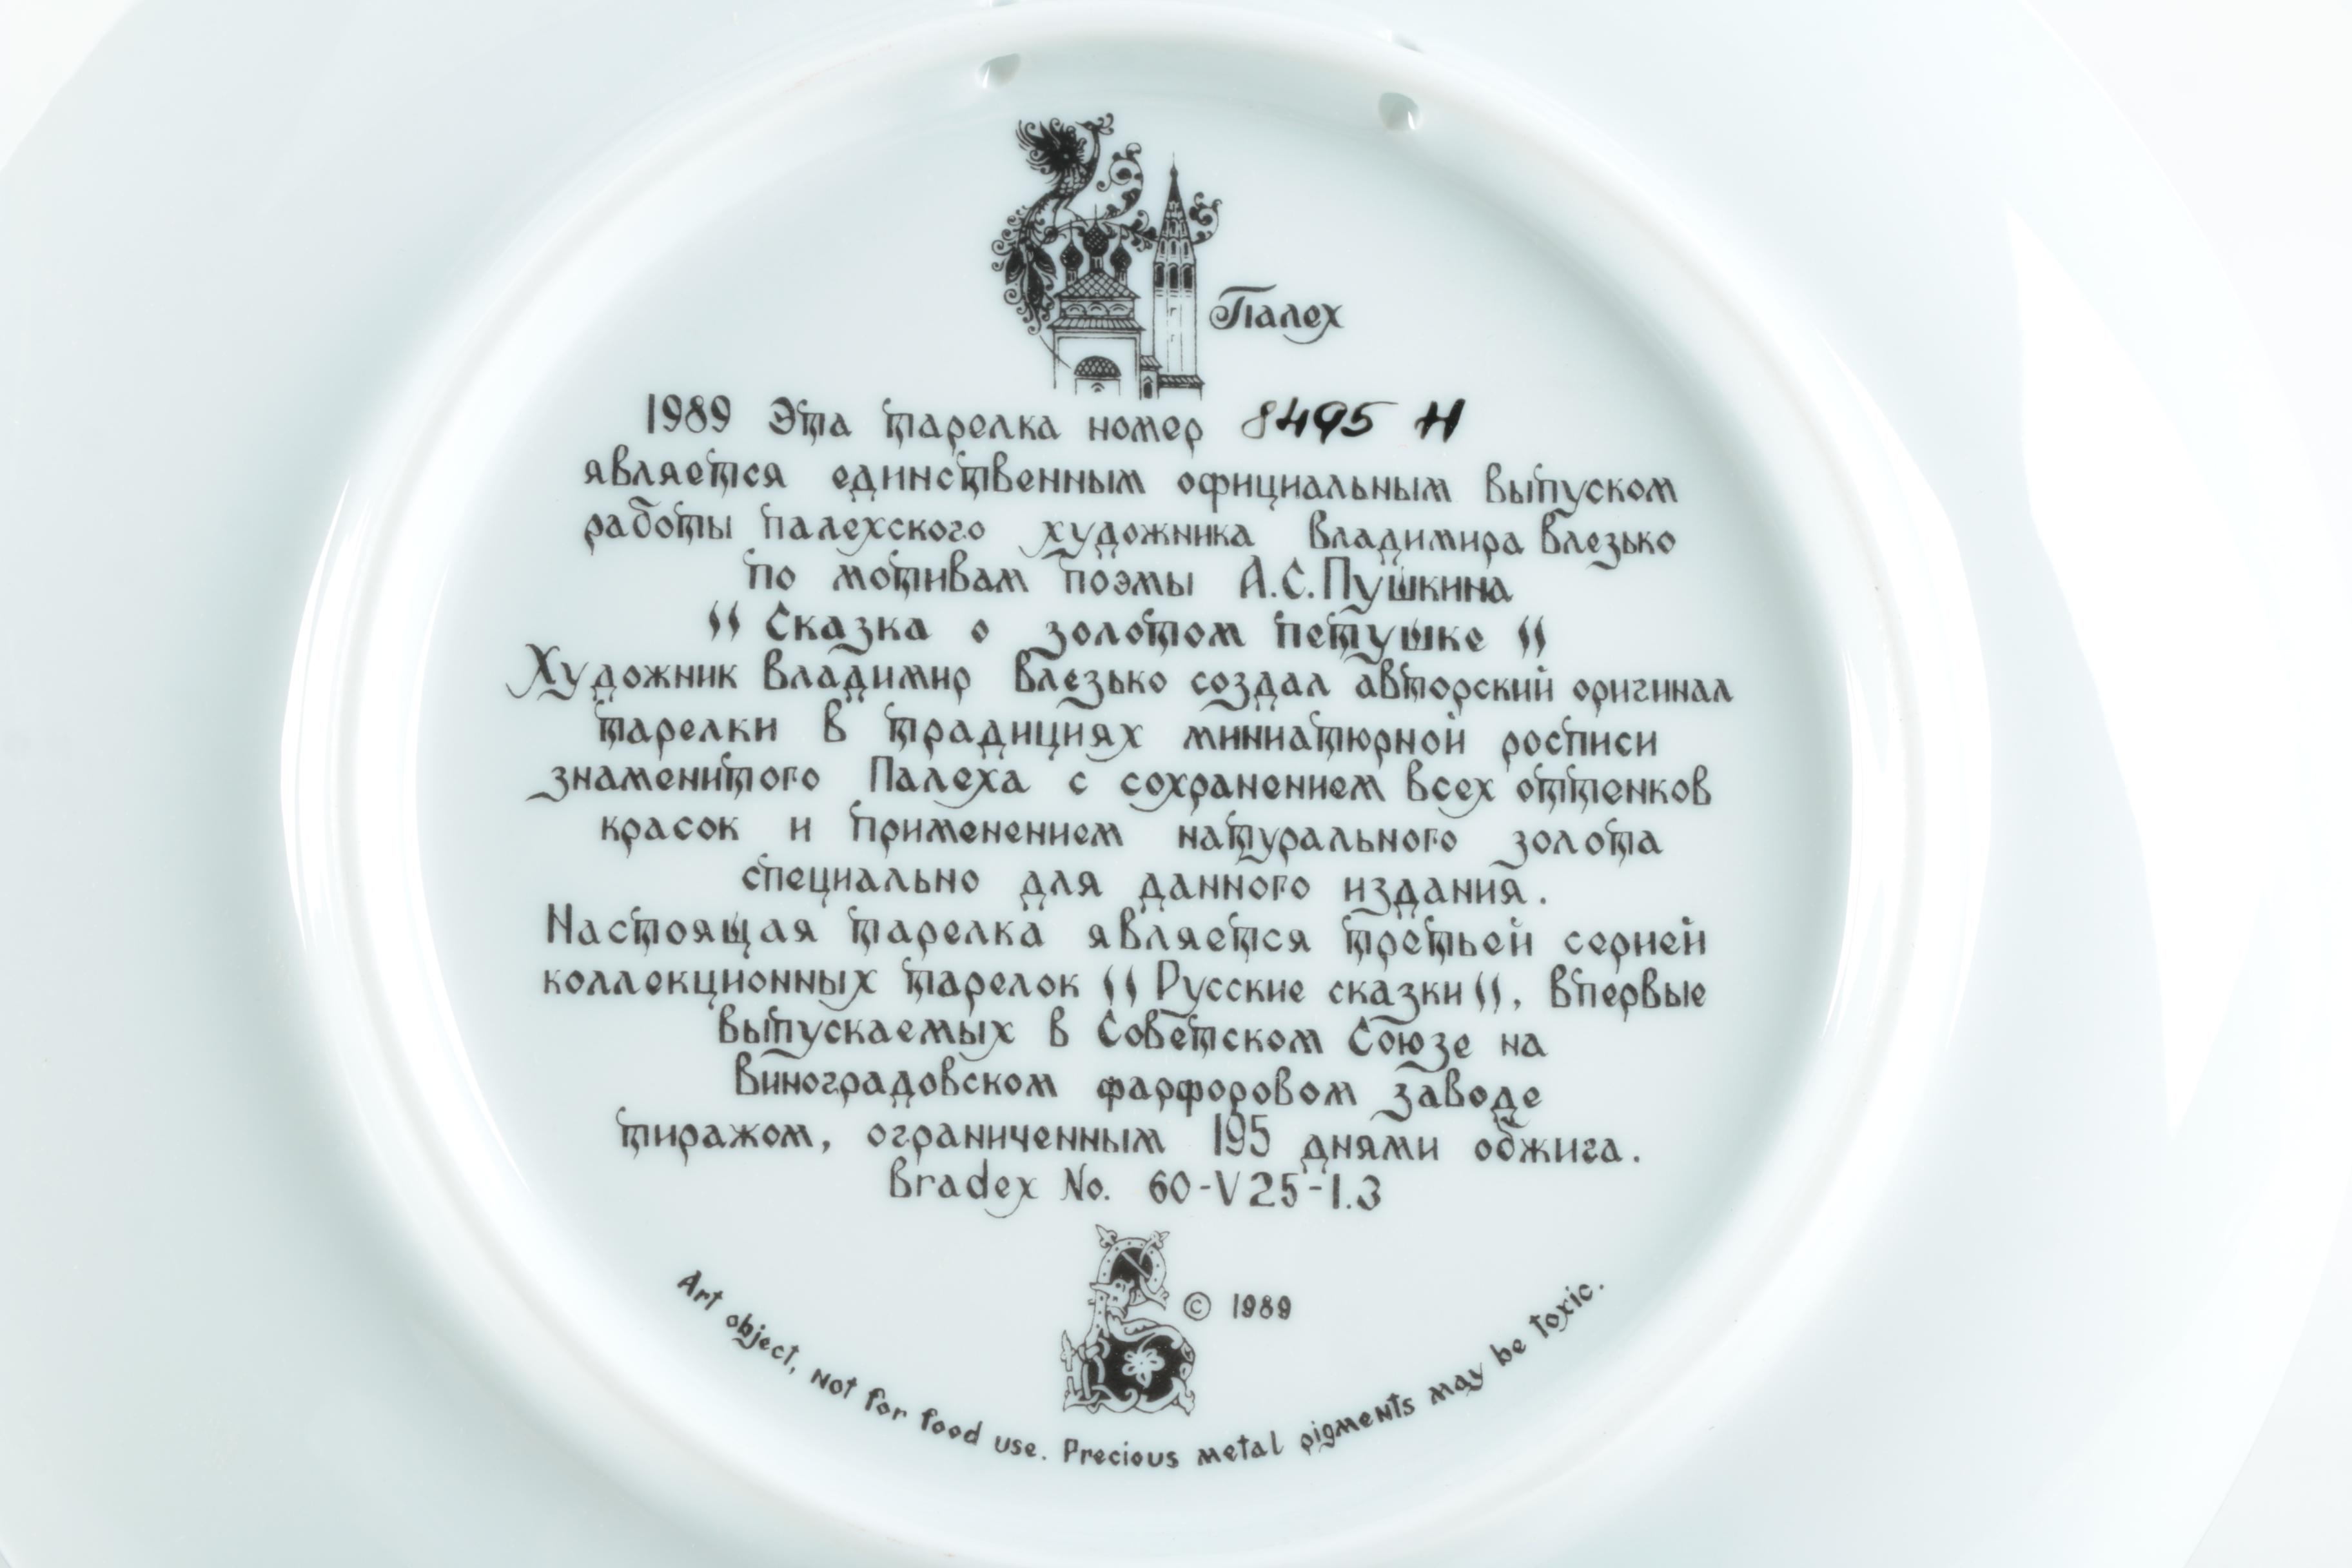 Палех
1989 Эта тарелка номер 8495 Н
является единственным официальным выпуском
работы палехского художника Владимира Влезько
по мотивам поэмы А.С.Пушкина
"Сказка о золотом петушке"
Художник Владимир Влезько создал авторский оригинал
тарелки в традициях миниатюрной росписи
знаменитого Палеха с сохранением всех оттенков
красок и применением натурального золота
специально для данного издания.
Настоящая тарелка является третьей серией
коллекционных тарелок "Русские сказки", впервые
выпускаемых в Советском Союзе на
Виноградовском фарфоровом заводе
тиражом, ограниченным 195 днями обжига.
Bradex No. 60-V25-1.3
© 1989
Art object, not for food use. Precious metal pigments may be toxic.